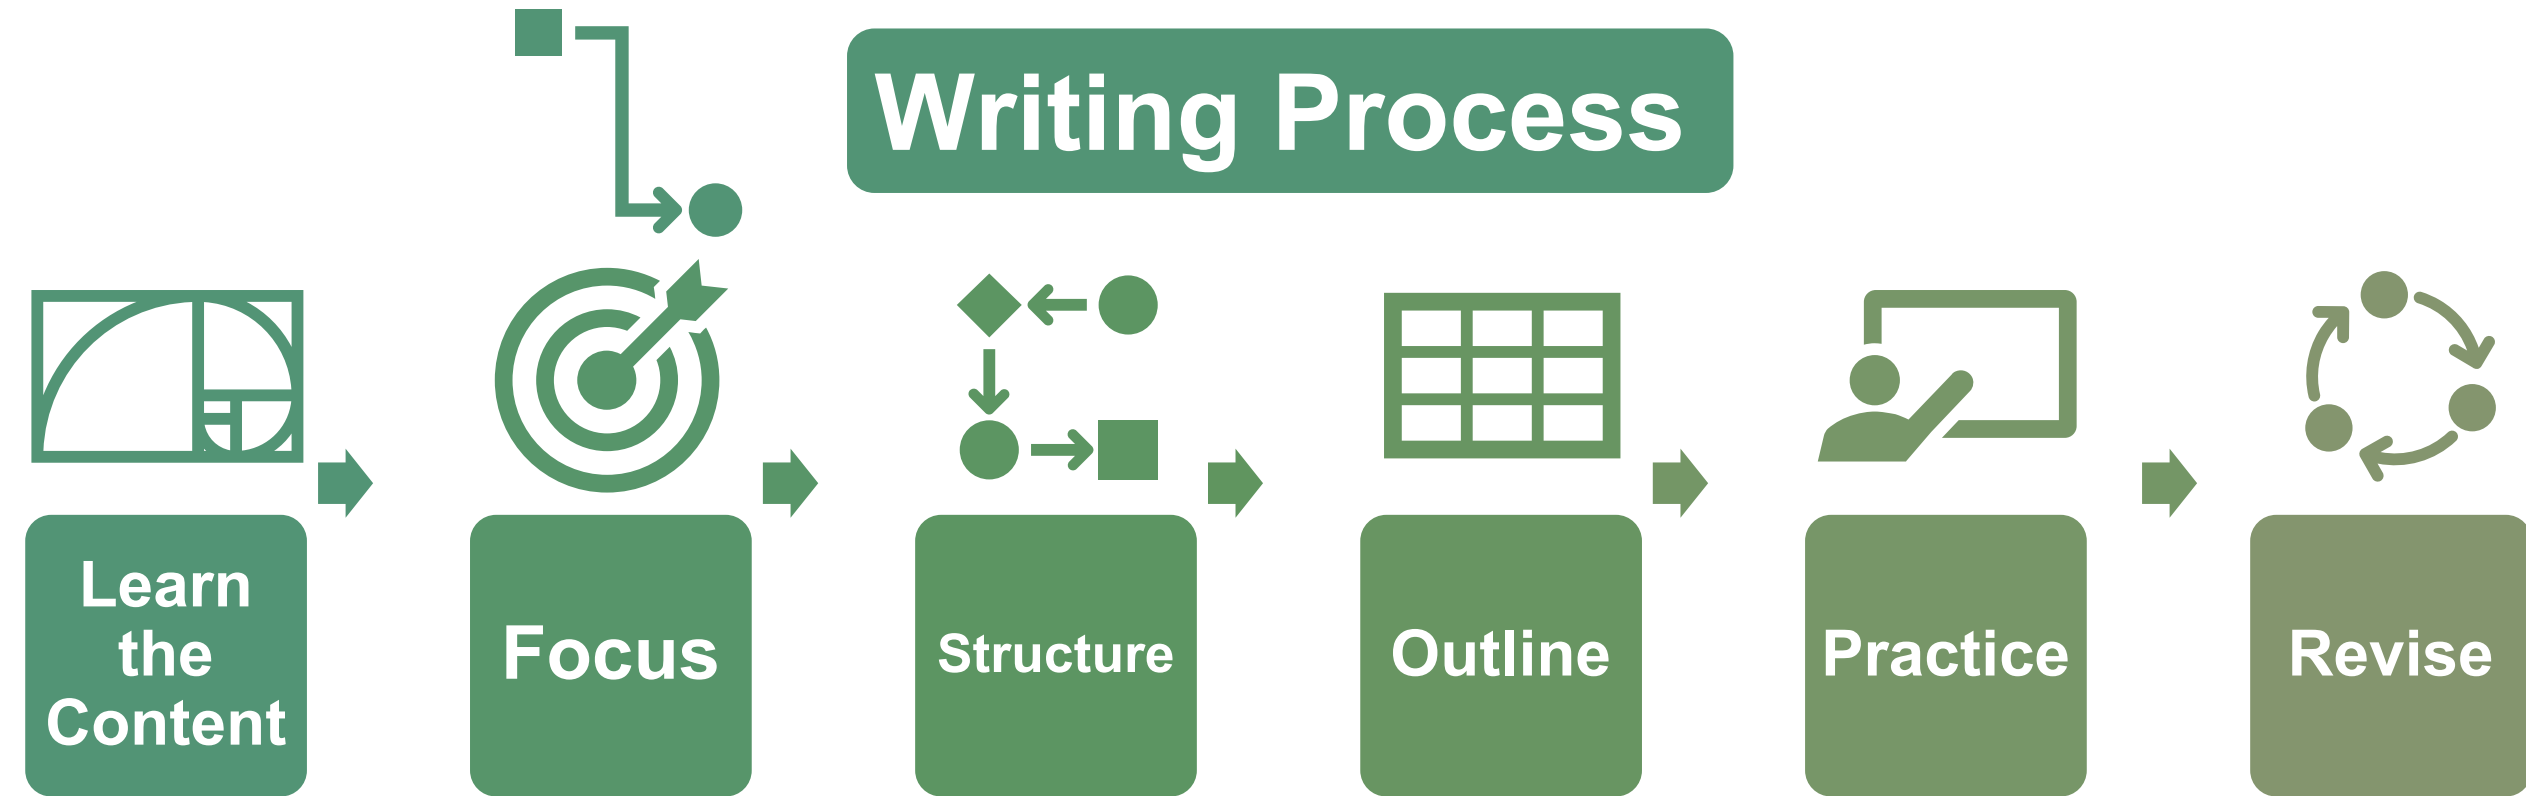 Writing Process
Learn
the
Content
Focus
Structure
Outline
Practice
Revise